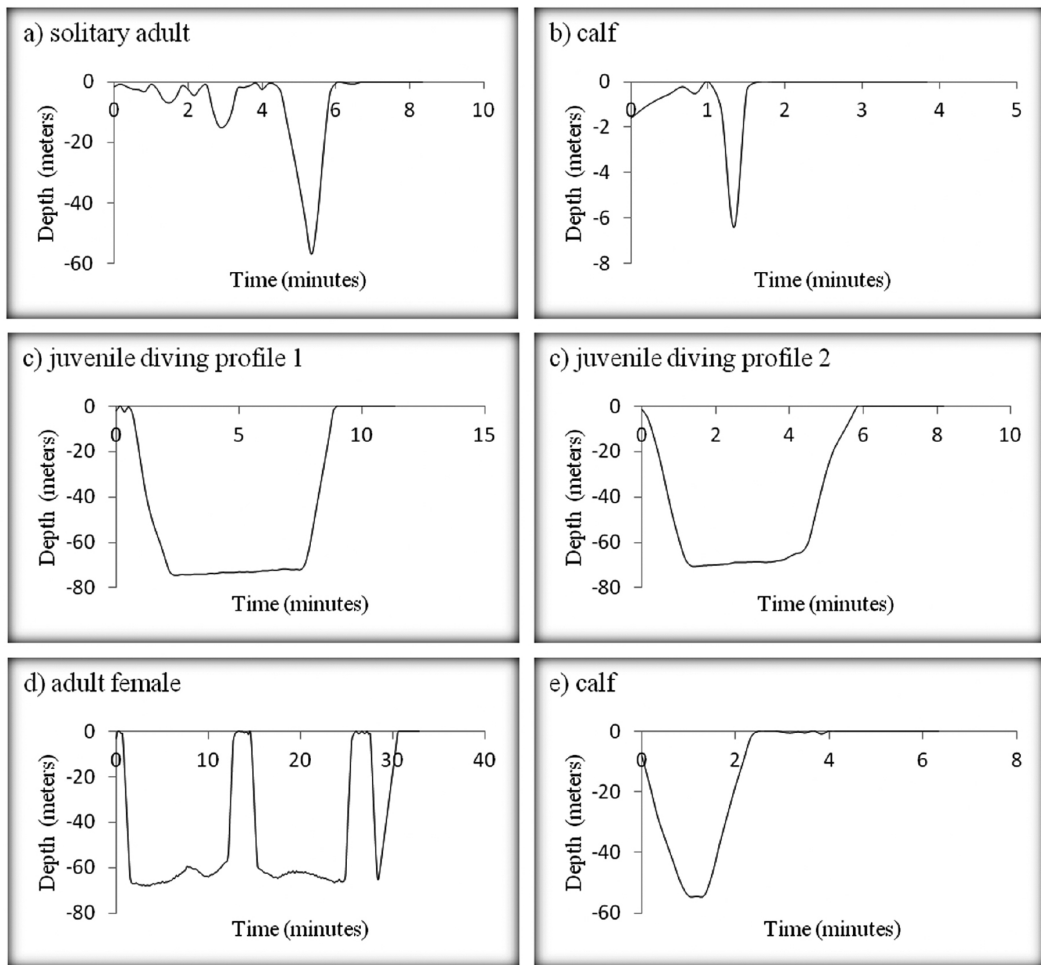 a) solitary adult
0
0 2 4 6 8 10
-20
-40
-60
Depth (meters)
Time (minutes)
b) calf
0
0 1 2 3 4 5
-2
-4
-6
-8
Depth (meters)
Time (minutes)
c) juvenile diving profile 1
0
0 5 10 15
-20
-40
-60
-80
Depth (meters)
Time (minutes)
c) juvenile diving profile 2
0
0 2 4 6 8 10
-20
-40
-60
-80
Depth (meters)
Time (minutes)
d) adult female
0
0 10 20 30 40
-20
-40
-60
-80
Depth (meters)
Time (minutes)
e) calf
0
0 2 4 6 8
-20
-40
-60
Depth (meters)
Time (minutes)